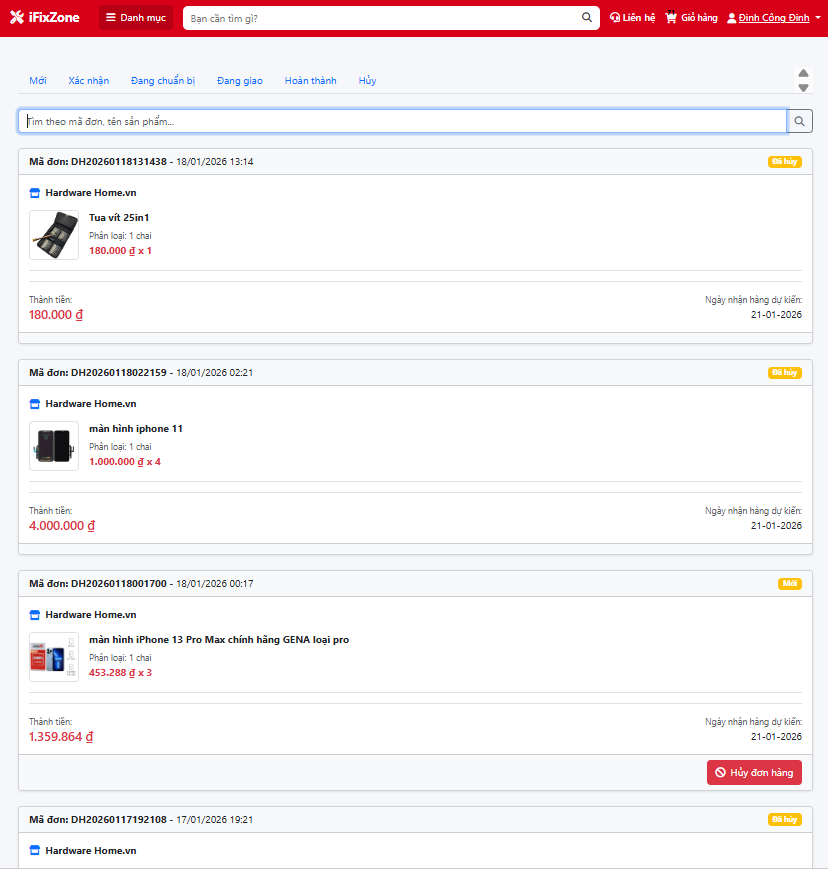 iFixZone
Danh mục
Bạn cần tìm gì?
Liên hệ
Giỏ hàng
Đinh Công Định
Mới
Xác nhận
Đang chuẩn bị
Đang giao
Hoàn thành
Hủy
Tìm theo mã đơn, tên sản phẩm...
Mã đơn: DH20260118131438 - 18/01/2026 13:14
Đã hủy
Hardware Home.vn
Tua vít 25in1
Phân loại: 1 chai
180.000 ₫ x 1
Thành tiền:
180.000 ₫
Ngày nhận hàng dự kiến:
21-01-2026
Mã đơn: DH20260118022159 - 18/01/2026 02:21
Đã hủy
Hardware Home.vn
màn hình iphone 11
Phân loại: 1 chai
1.000.000 ₫ x 4
Thành tiền:
4.000.000 ₫
Ngày nhận hàng dự kiến:
21-01-2026
Mã đơn: DH20260118001700 - 18/01/2026 00:17
Mới
Hardware Home.vn
màn hình iPhone 13 Pro Max chính hãng GENA loại pro
Phân loại: 1 chai
453.288 ₫ x 3
Thành tiền:
1.359.864 ₫
Ngày nhận hàng dự kiến:
21-01-2026
Hủy đơn hàng
Mã đơn: DH20260117192108 - 17/01/2026 19:21
Đã hủy
Hardware Home.vn